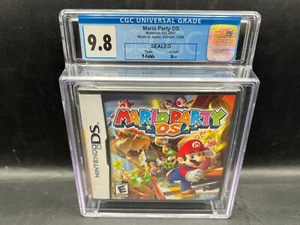 CGC UNIVERSAL GRADE
9.8
Mario Party DS
Nintendo DS, 2007
SEALED
A++
NINTENDO DS
MARIO PARTY
DS
E